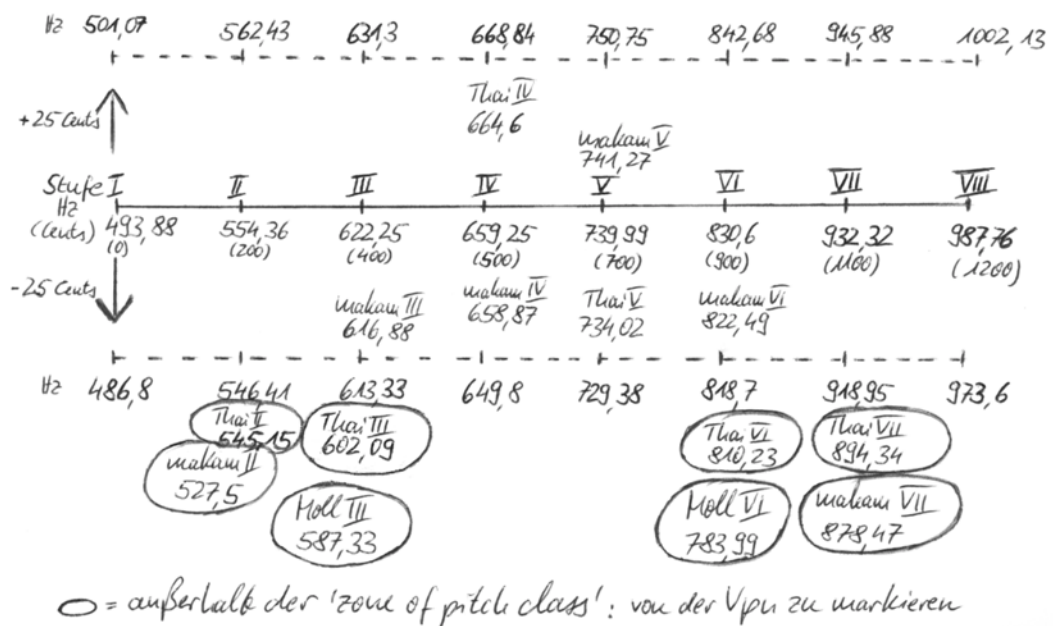 Hz 501,07 562,43 631,3 668,84 750,75 842,68 945,88 1002,13
Thai IV
+25 Cents 664,6
makam V
741,27
Stufe I II III IV V VI VII VIII
Hz
(Cents) 493,88 554,36 622,25 659,25 739,99 830,6 932,32 987,76
(0) (200) (400) (500) (700) (900) (1100) (1200)
-25 Cents makam III makam IV Thai V makam VI
616,88 658,87 734,02 822,49
Hz 486,8 546,41 613,33 649,8 729,38 818,7 918,95 973,6
Thai II Thai III Thai VI Thai VII
545,15 602,09 810,23 894,34
makam II
527,5
Moll III Moll VI makam VII
587,33 783,99 878,47
O = außerhalb der 'zone of pitch class': von der Vpn zu markieren